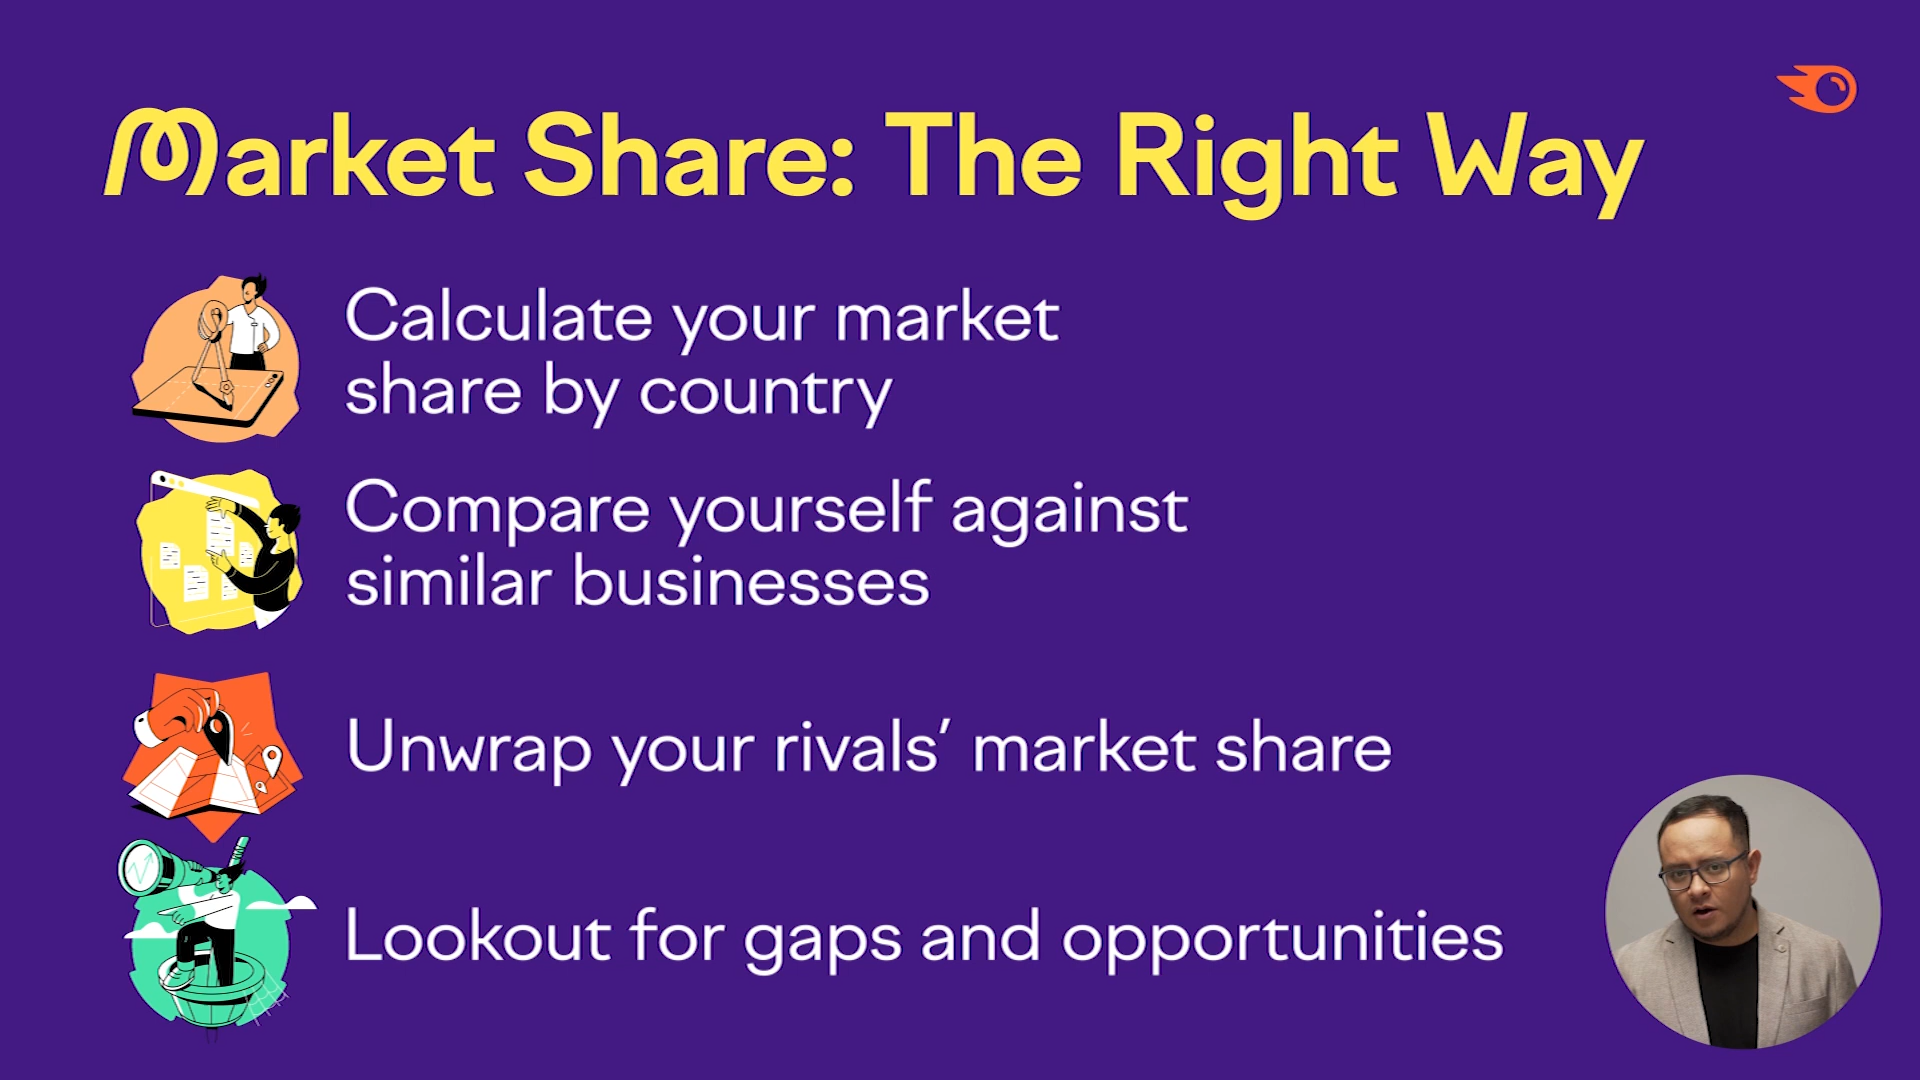 Market Share: The Right Way
Calculate your market
share by country
Compare yourself against
similar businesses
Unwrap your rivals’ market share
Lookout for gaps and opportunities